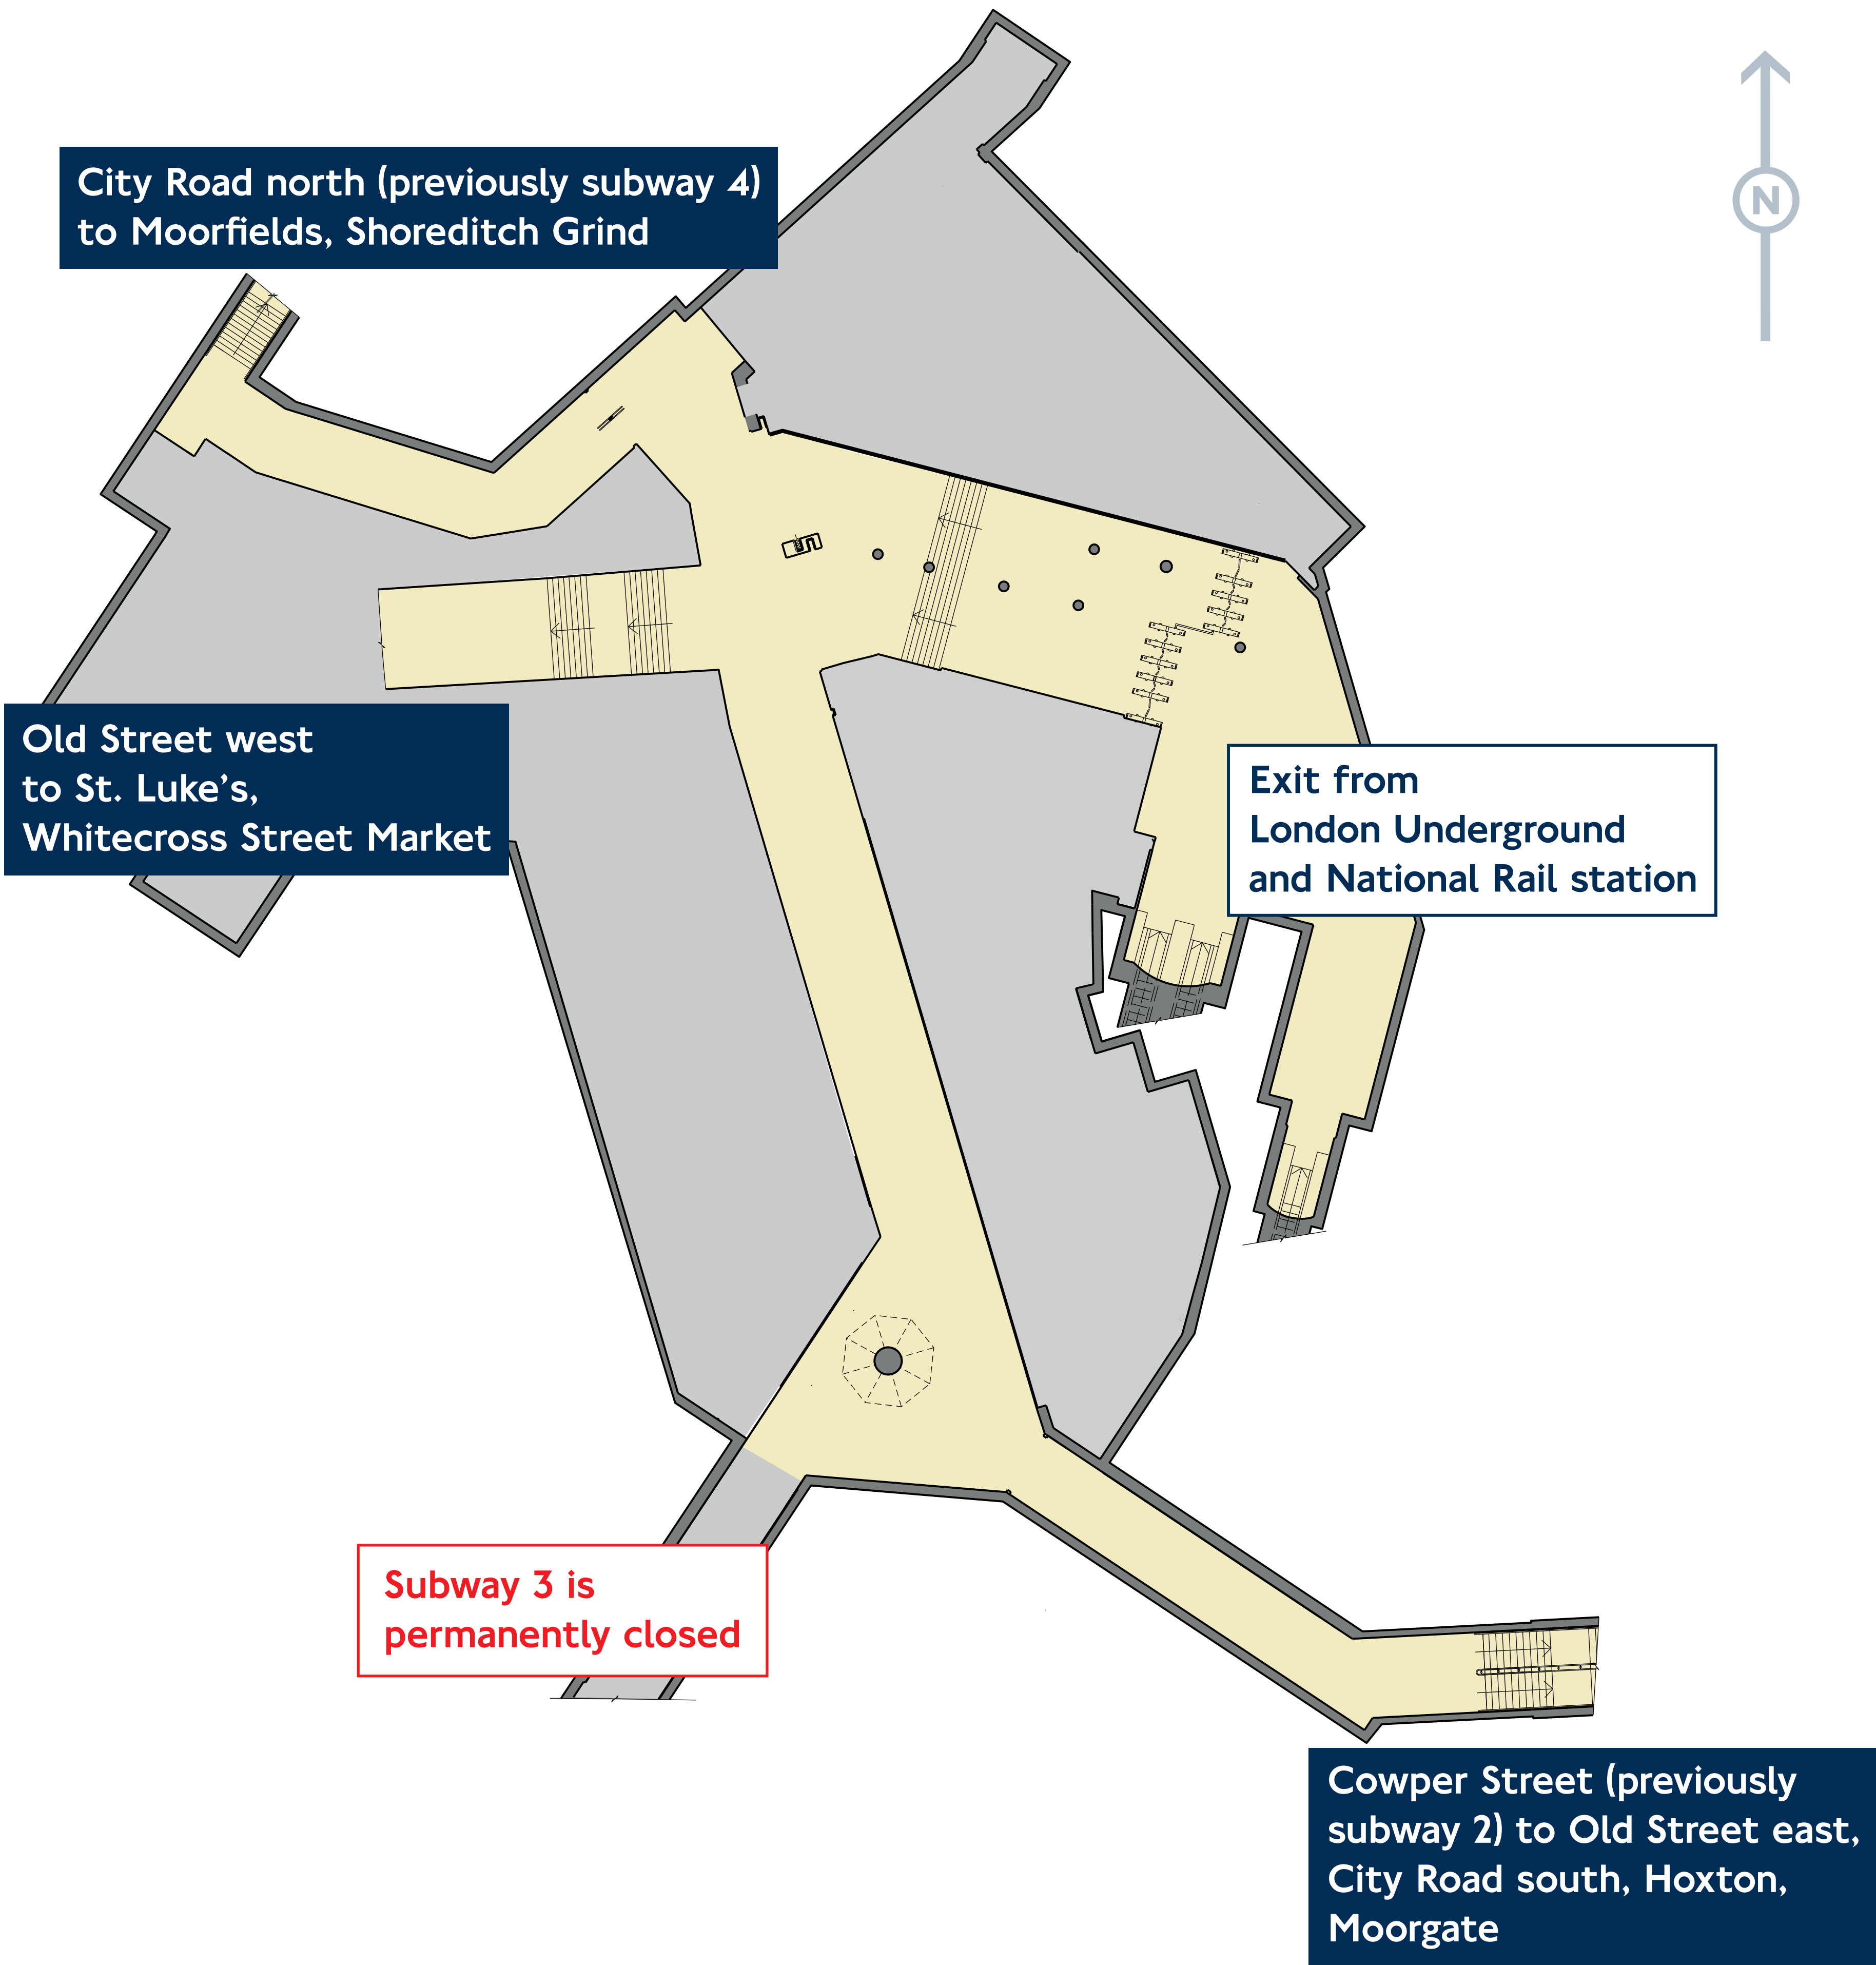 City Road north (previously subway 4)
to Moorfields, Shoreditch Grind
N
Old Street west
to St. Luke’s,
Whitecross Street Market
Exit from
London Underground
and National Rail station
Subway 3 is
permanently closed
Cowper Street (previously
subway 2) to Old Street east,
City Road south, Hoxton,
Moorgate